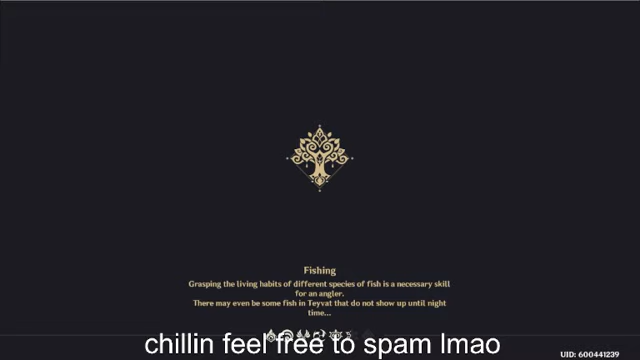 Fishing
Grasping the living habits of different species of fish is a necessary skill
for an angler.
There may even be some fish in Teyvat that do not show up until night
time...
chillin feel free to spam lmao
UID: 600441239